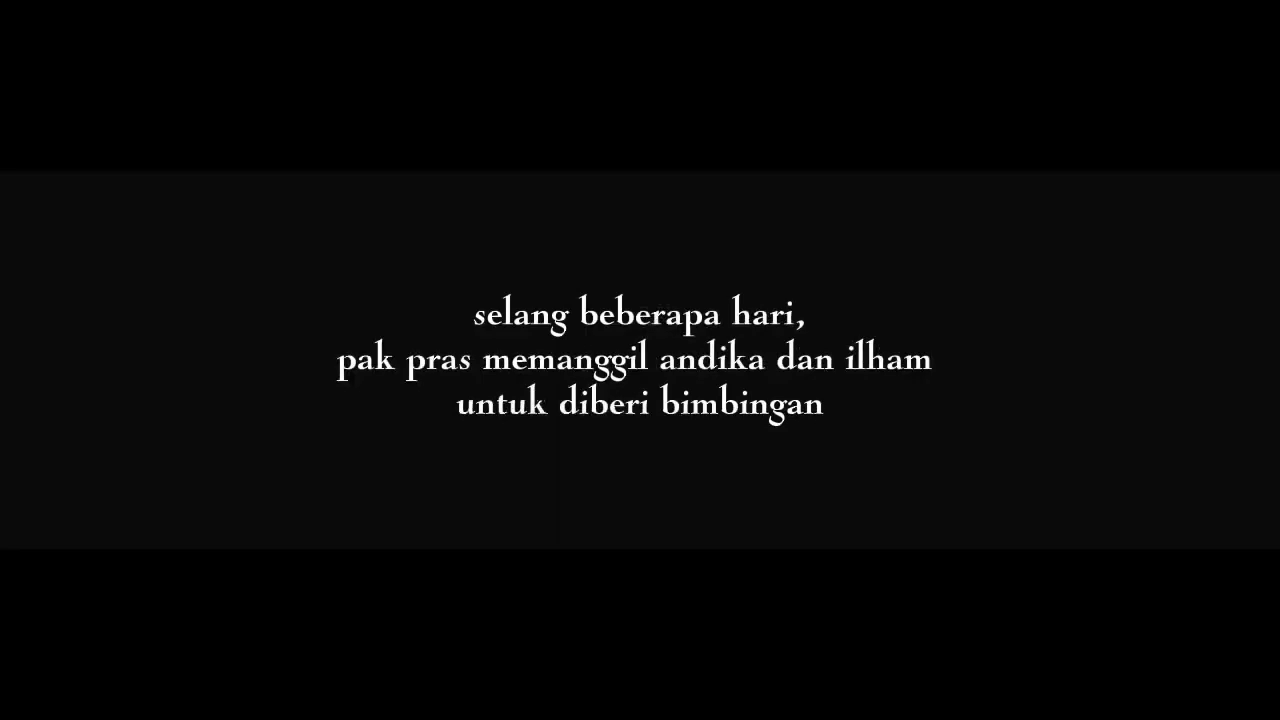 selang beberapa hari,
pak pras memanggil andika dan ilham
untuk diberi bimbingan